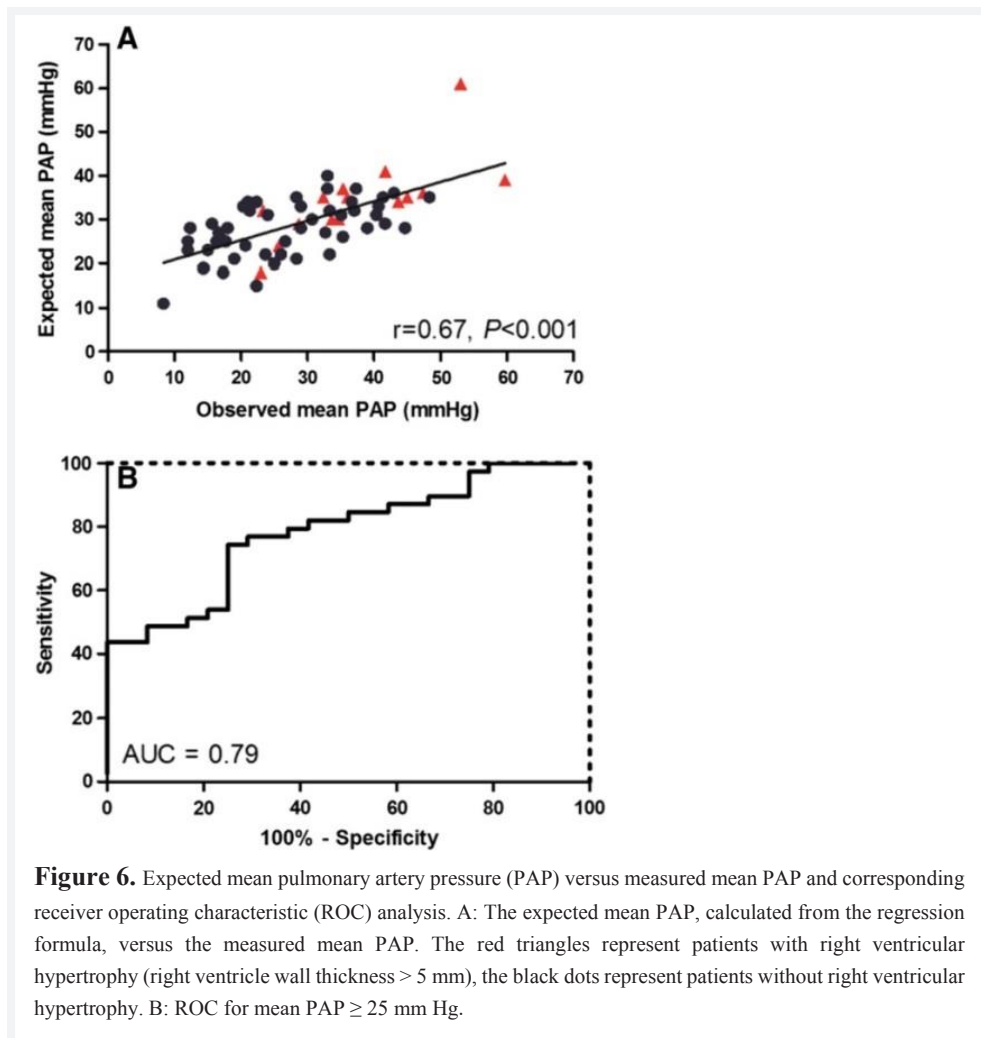 A
70
60
50
40
30
20
10
0
Expected mean PAP (mmHg)
r=0.67, P<0.001
0 10 20 30 40 50 60 70
Observed mean PAP (mmHg)
B
100
80
60
40
20
0
Sensitivity
AUC = 0.79
0 20 40 60 80 100
100% - Specificity
Figure 6. Expected mean pulmonary artery pressure (PAP) versus measured mean PAP and corresponding
receiver operating characteristic (ROC) analysis. A: The expected mean PAP, calculated from the regression
formula, versus the measured mean PAP. The red triangles represent patients with right ventricular
hypertrophy (right ventricle wall thickness > 5 mm), the black dots represent patients without right ventricular
hypertrophy. B: ROC for mean PAP ≥ 25 mm Hg.